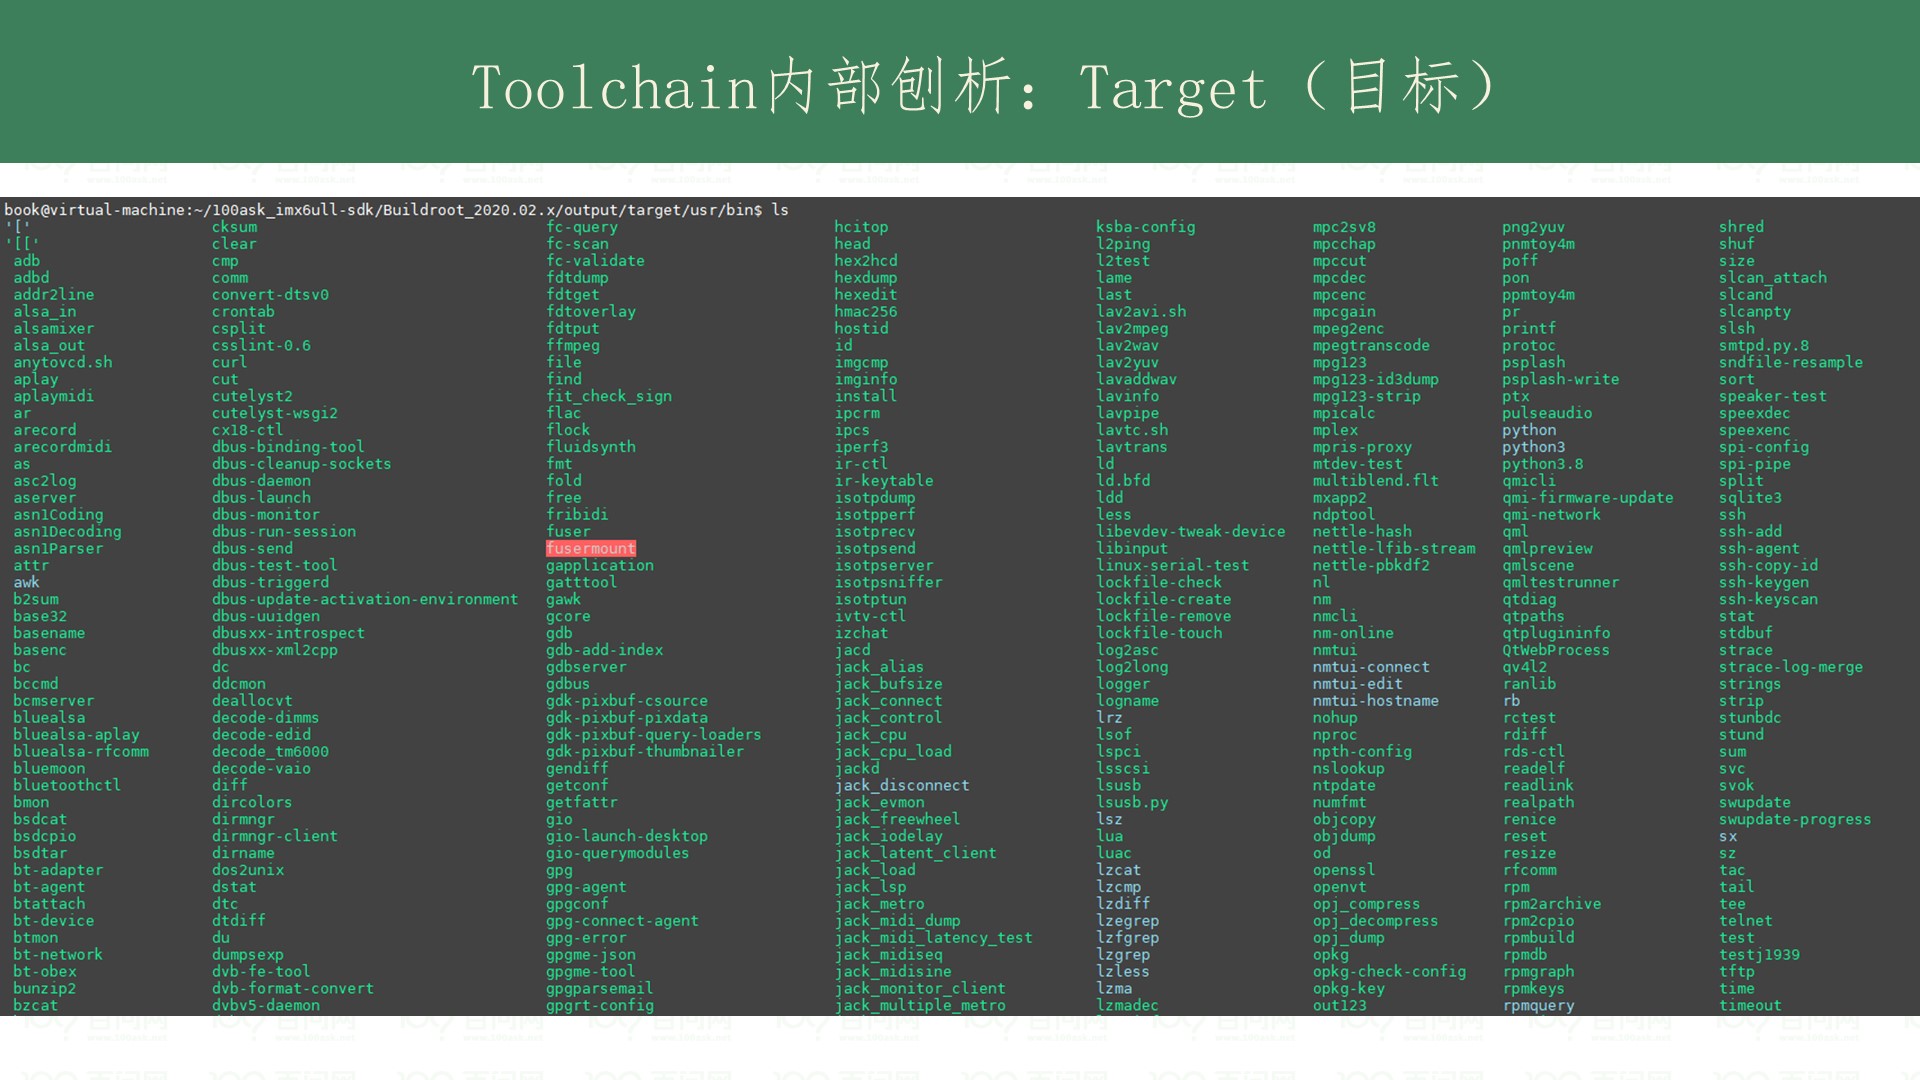 Toolchain内部刨析：Target（目标）
book@virtual-machine:~/100ask_imx6ull-sdk/Buildroot_2020.02.x/output/target/usr/bin$ ls
'[' cksum fc-query hcitop ksba-config mpc2sv8 png2yuv shred
'[[' clear fc-scan head l2ping mpcchap pnmtoy4m shuf
adb cmp fc-validate hex2hcd l2test mpccut poff size
adbd comm fdtdump hexdump lame mpcdec pon slcan_attach
addr2line convert-dtsv0 fdtget hexedit last mpcenc ppmtoy4m slcand
alsa_in crontab fdtoverlay hmac256 lav2avi.sh mpcgain pr slcanpty
alsamixer csplit fdtput hostid lav2mpeg mpeg2enc printf slsh
alsa_out csslint-0.6 ffmpeg id lav2wav mpegtranscode protoc smtpd.py.8
anytovcd.sh curl file imgcmp lav2yuv mpg123 psplash sndfile-resample
aplay cut find imginfo lavaddwav mpg123-id3dump psplash-write sort
aplaymidi cutelyst2 fit_check_sign install lavinfo mpg123-strip ptx speaker-test
ar cutelyst-wsgi2 flac ipcrm lavpipe mpicalc pulseaudio speexdec
arecord cx18-ctl flock ipcs lavtc.sh mplex python speexenc
arecordmidi dbus-binding-tool fluidsynth iperf3 lavtrans mpris-proxy python3 spi-config
as dbus-cleanup-sockets fmt ir-ctl ld mtdev-test python3.8 spi-pipe
asc2log dbus-daemon fold ir-keytable ld.bfd multiblend.flt qmicli split
aserver dbus-launch free isotpdump ldd mxapp2 qmi-firmware-update sqlite3
asn1Coding dbus-monitor fribidi isotpperf less ndptool qmi-network ssh
asn1Decoding dbus-run-session fuser isotprecv libevdev-tweak-device nettle-hash qml ssh-add
asn1Parser dbus-send fusermount isotpsend libinput nettle-lfib-stream qmlpreview ssh-agent
attr dbus-test-tool gapplication isotpserver linux-serial-test nettle-pbkdf2 qmlscene ssh-copy-id
awk dbus-triggerd gatttool isotpsniffer lockfile-check nl qmltestrunner ssh-keygen
b2sum dbus-update-activation-environment gawk isotptun lockfile-create nm qtdiag ssh-keyscan
base32 dbus-uuidgen gcore ivtv-ctl lockfile-remove nmcli qtpaths stat
basename dbusxx-introspect gdb izchat lockfile-touch nm-online qtplugininfo stdbuf
basenc dbusxx-xml2cpp gdb-add-index jacd log2asc nmtui QtWebProcess strace
bc dc gdbserver jack_alias log2long nmtui-connect qv4l2 strace-log-merge
bccmd ddcmon gdbus jack_bufsize logger nmtui-edit ranlib strings
bcmserver deallocvt gdk-pixbuf-csource jack_connect logname nmtui-hostname rb strip
bluealsa decode-dimms gdk-pixbuf-pixdata jack_control lrz nohup rctest stunbdc
bluealsa-aplay decode-edid gdk-pixbuf-query-loaders jack_cpu lsof nproc rdiff stund
bluealsa-rfcomm decode_tm6000 gdk-pixbuf-thumbnailer jack_cpu_load lspci npth-config rds-ctl sum
bluemoon decode-vaio gendiff jackd lsscsi nslookup readelf svc
bluetoothctl diff getconf jack_disconnect lsusb ntpdate readlink svok
bmon dircolors getfattr jack_evmon lsusb.py numfmt realpath swupdate
bsdcat dirmngr gio jack_freewheel lsz objcopy renice swupdate-progress
bsdcpio dirmngr-client gio-launch-desktop jack_iodelay lua objdump reset sx
bsdtar dirname gio-querymodules jack_latent_client luac od resize sz
bt-adapter dos2unix gpg jack_load lzcat openssl rfcomm tac
bt-agent dstat gpg-agent jack_lsp lzcmp openvt rpm tail
btattach dtc gpgconf jack_metro lzdiff opj_compress rpm2archive tee
bt-device dtdiff gpg-connect-agent jack_midi_dump lzegrep opj_decompress rpm2cpio telnet
btmon du gpg-error jack_midi_latency_test lzfgrep opj_dump rpmbuild test
bt-network dumpsexp gpgme-json jack_midiseq lzgrep opkg rpmdb testj1939
bt-obex dvb-fe-tool gpgme-tool jack_midisine lzless opkg-check-config rpmgraph tftp
bunzip2 dvb-format-convert gpgparsemail jack_monitor_client lzma opkg-key rpmkeys time
bzcat dvbv5-daemon gpgrt-config jack_multiple_metro lzmadec out123 rpmquery timeout